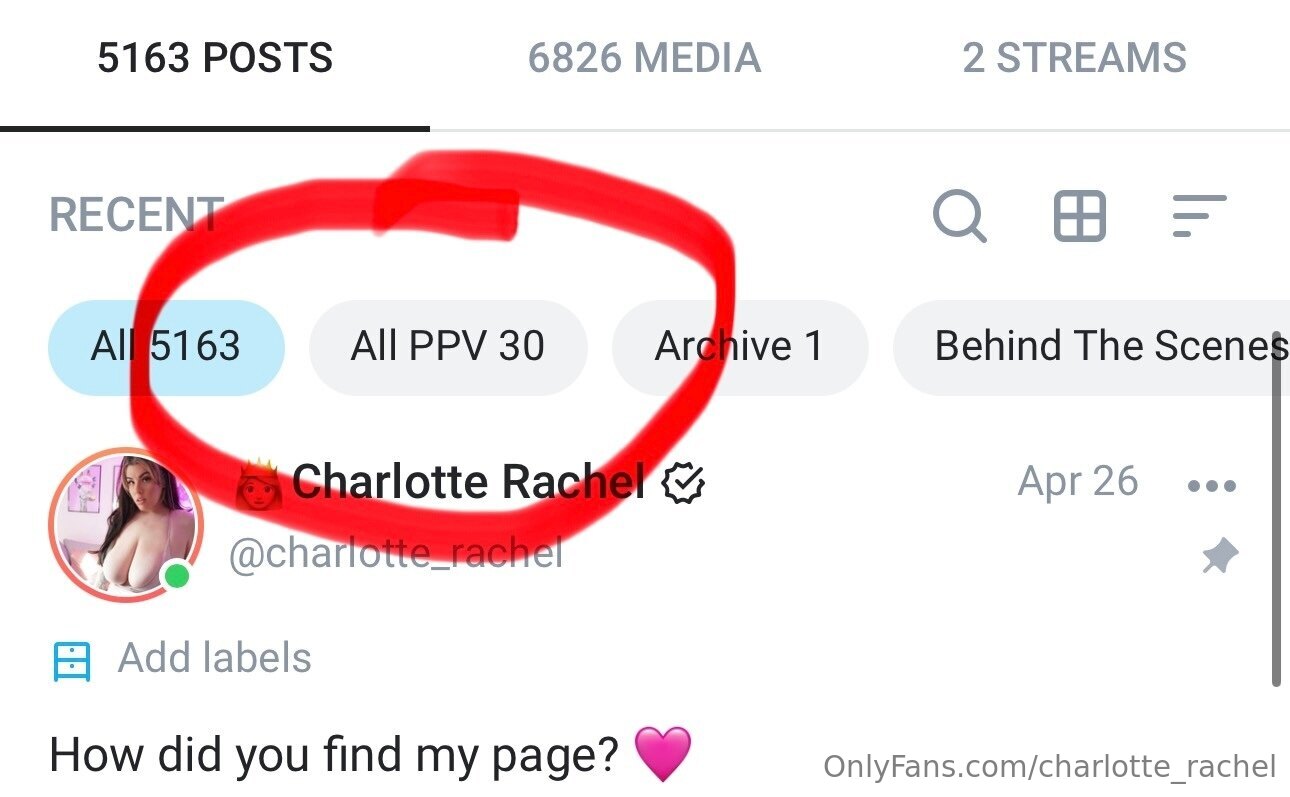 5163 POSTS 6826 MEDIA 2 STREAMS
RECENT
All 5163 All PPV 30 Archive 1 Behind The Scenes
👸 Charlotte Rachel Apr 26
@charlotte_rachel
Add labels
How did you find my page? 💗
OnlyFans.com/charlotte_rachel